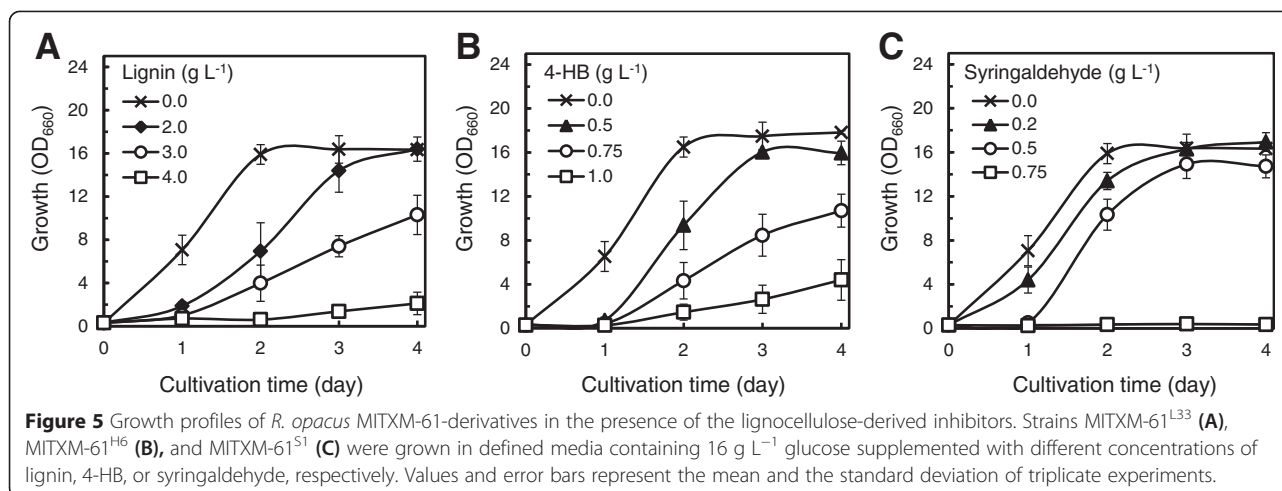 A
Lignin (g L⁻¹)
0.0
2.0
3.0
4.0
Growth (OD₆₆₀)
24
20
16
12
8
4
0
0 1 2 3 4
Cultivation time (day)
B
4-HB (g L⁻¹)
0.0
0.5
0.75
1.0
Growth (OD₆₆₀)
24
20
16
12
8
4
0
0 1 2 3 4
Cultivation time (day)
C
Syringaldehyde (g L⁻¹)
0.0
0.2
0.5
0.75
Growth (OD₆₆₀)
24
20
16
12
8
4
0
0 1 2 3 4
Cultivation time (day)
Figure 5 Growth profiles of R. opacus MITXM-61-derivatives in the presence of the lignocellulose-derived inhibitors. Strains MITXM-61ᴸ³³ (A),
MITXM-61ᴴ⁶ (B), and MITXM-61ˢ¹ (C) were grown in defined media containing 16 g L⁻¹ glucose supplemented with different concentrations of
lignin, 4-HB, or syringaldehyde, respectively. Values and error bars represent the mean and the standard deviation of triplicate experiments.